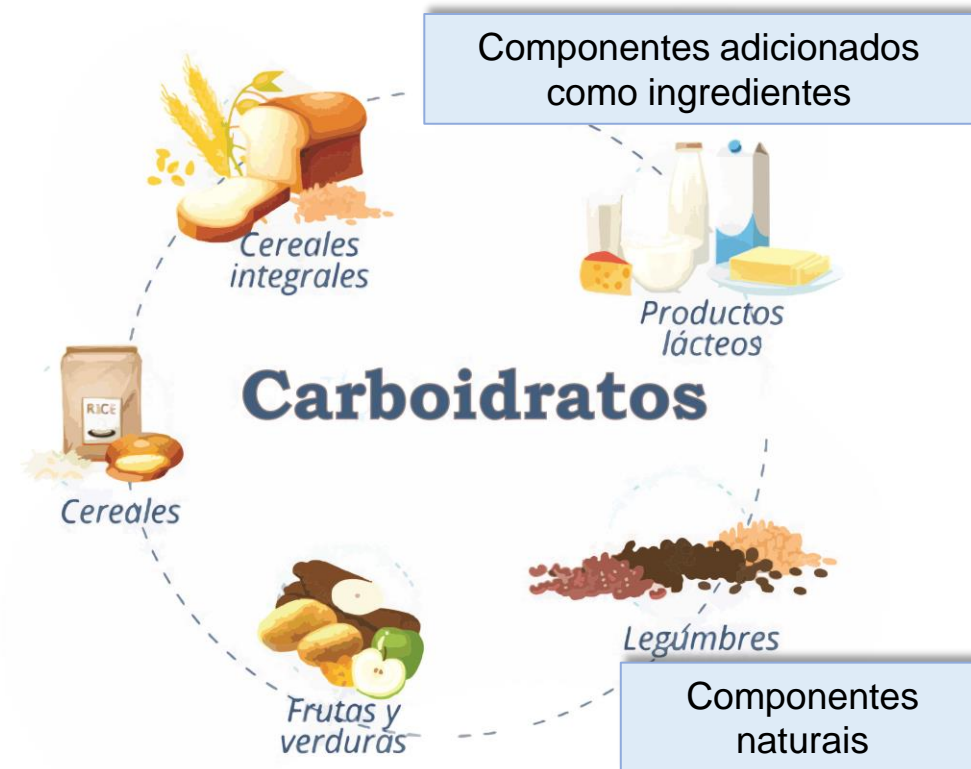 Componentes adicionados
como ingredientes
Cereales
integrales
Productos
lácteos
Carboidratos
RICE
Cereales
Legúmbres
Frutas y
verduras
Componentes
naturais